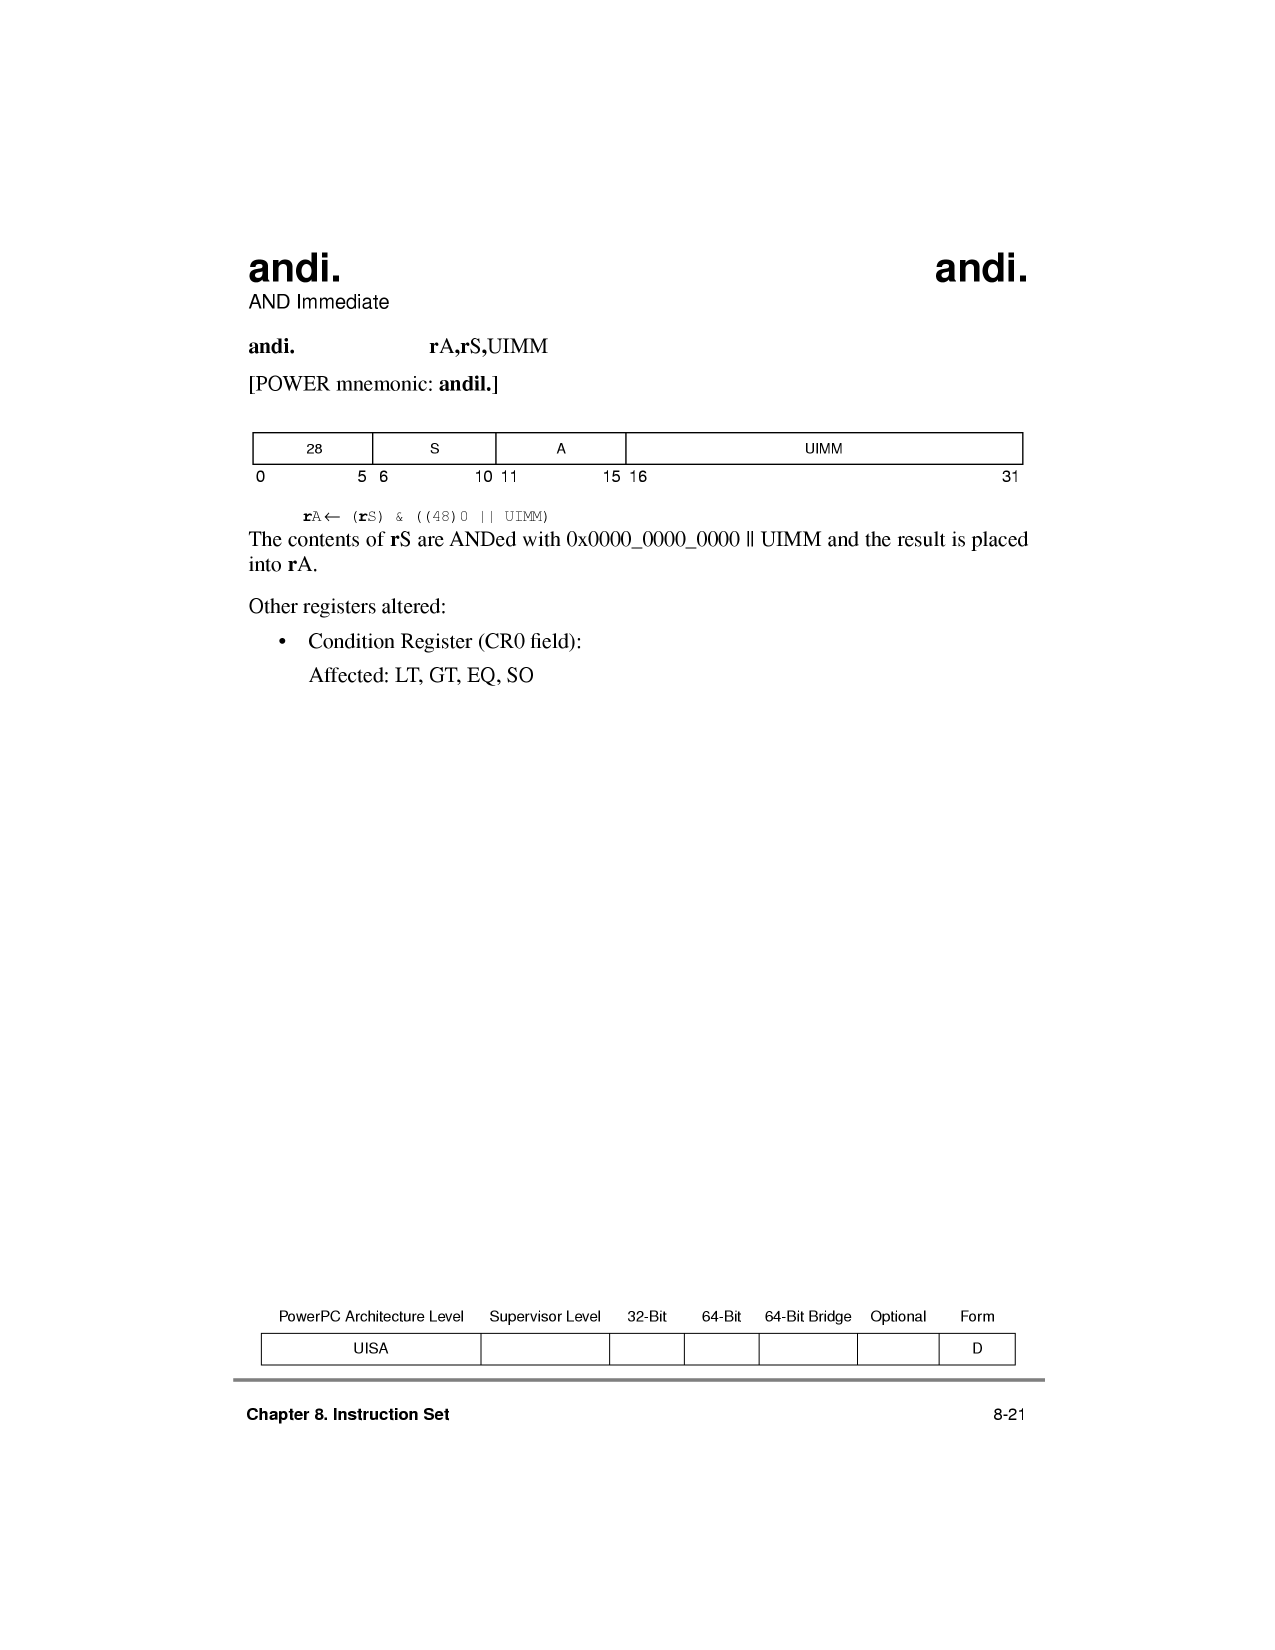 andi. andi.
AND Immediate
andi. rA,rS,UIMM
[POWER mnemonic: andil.]
28 S A UIMM
0 5 6 10 11 15 16 31
rA← (rS) & ((48)0 || UIMM)
The contents of rS are ANDed with 0x0000_0000_0000 || UIMM and the result is placed
into rA.
Other registers altered:
• Condition Register (CR0 field):
Affected: LT, GT, EQ, SO
PowerPC Architecture Level Supervisor Level 32-Bit 64-Bit 64-Bit Bridge Optional Form
UISA D
Chapter 8. Instruction Set 8-21